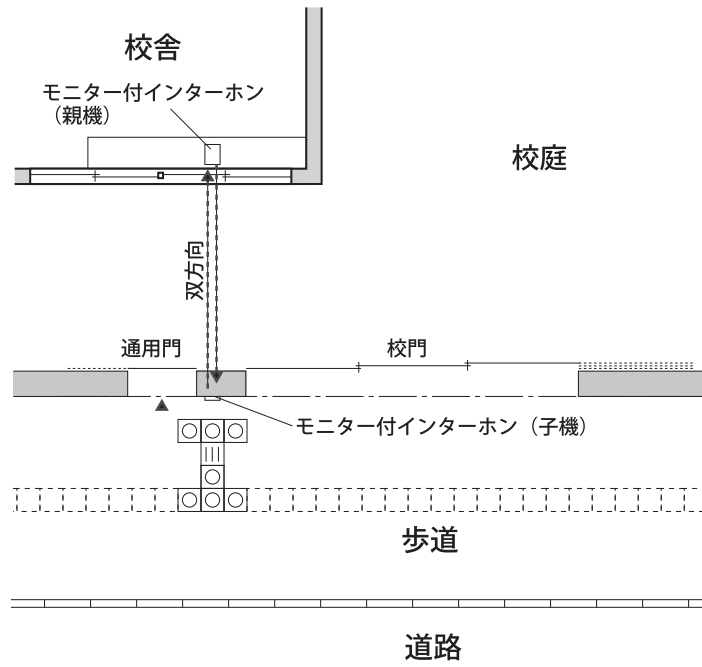 校舎
モニター付インターホン
（親機）
校庭
双方向
通用門
校門
モニター付インターホン（子機）
歩道
道路